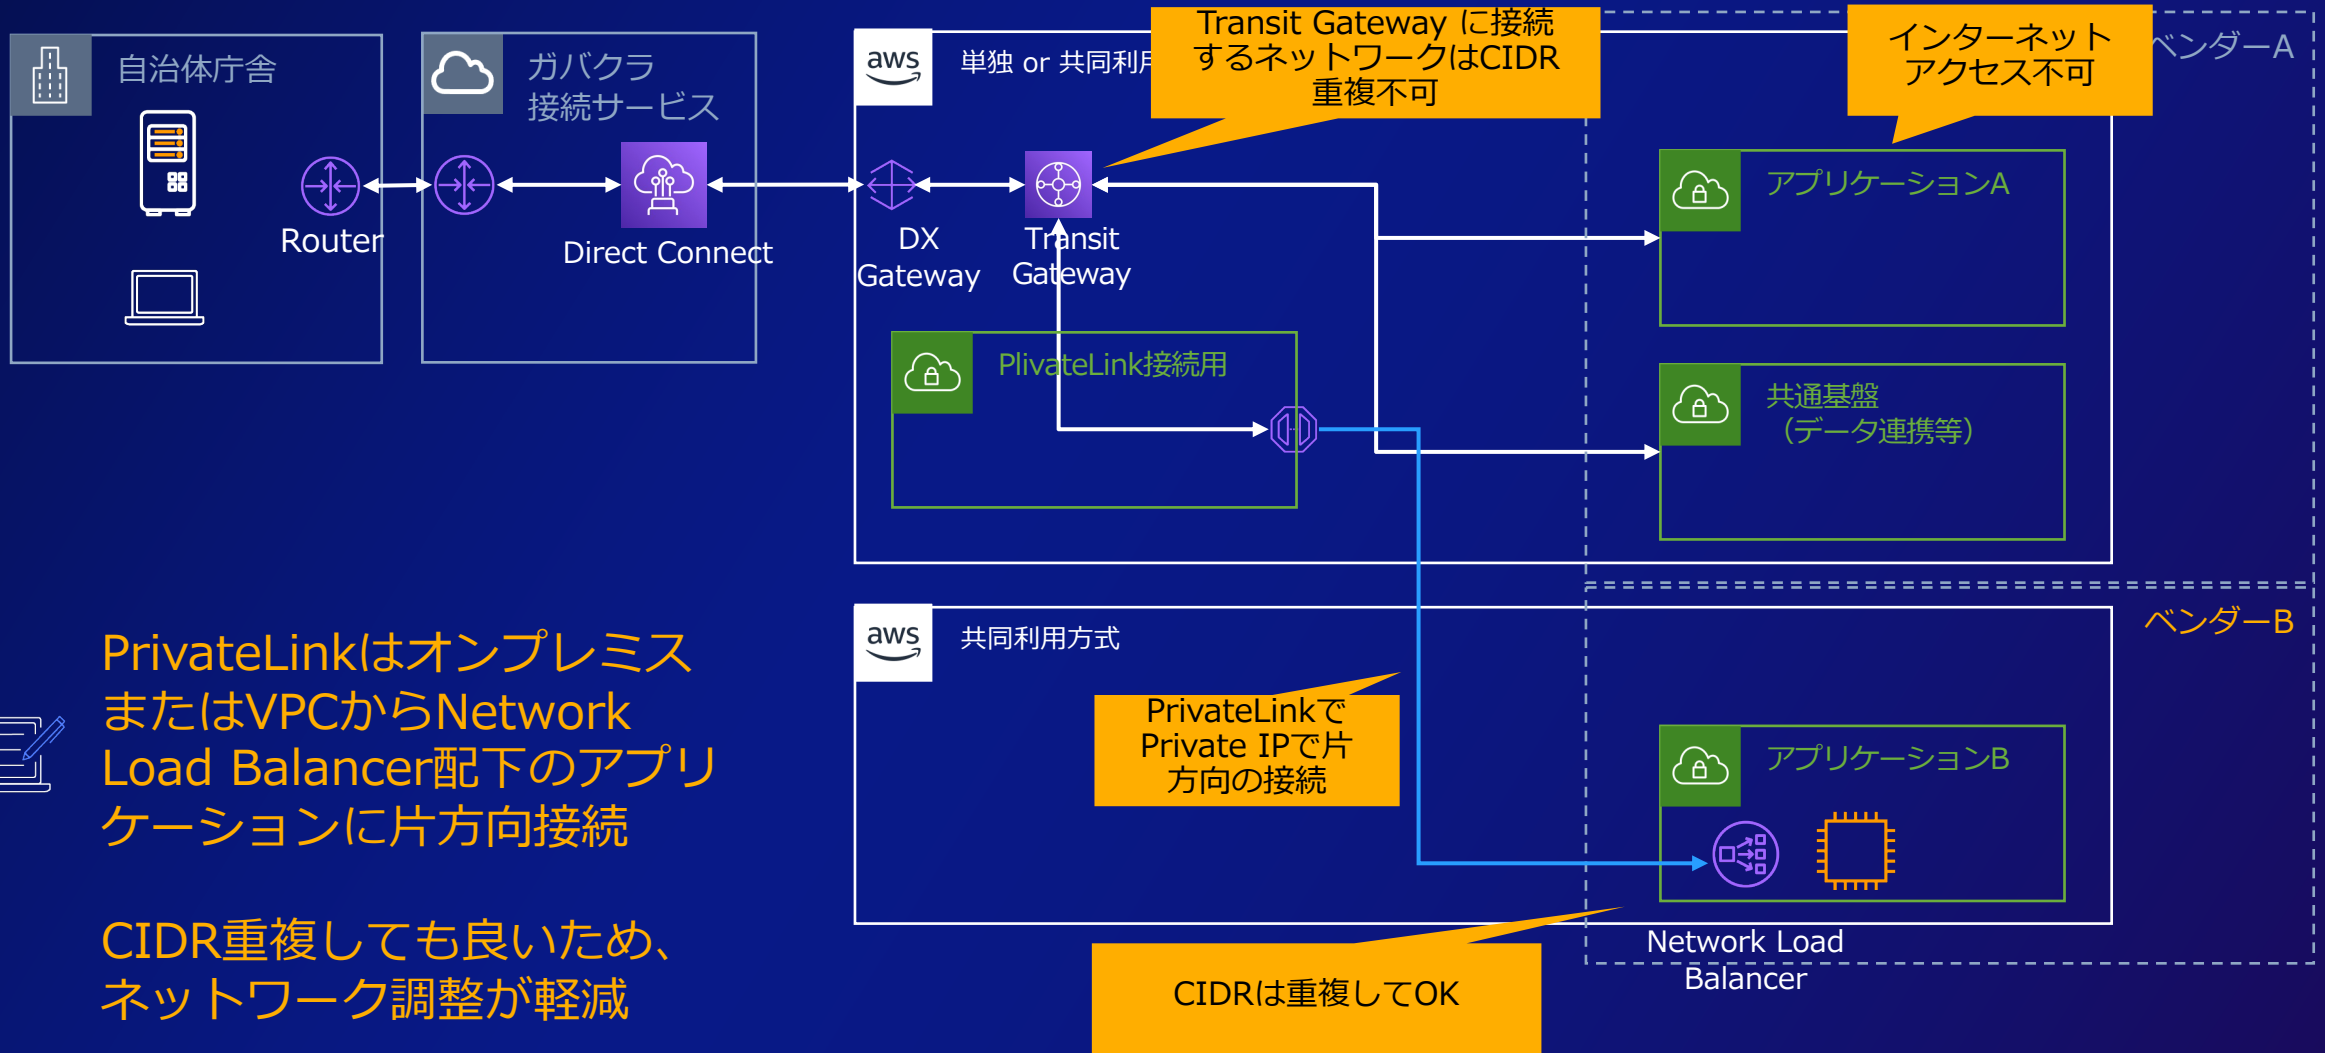 自治体庁舎
Router
ガバクラ
接続サービス
Direct Connect
aws
単独 or 共同利用
Transit Gateway に接続
するネットワークはCIDR
重複不可
インターネット
アクセス不可
ベンダーA
DX
Gateway
Transit
Gateway
アプリケーションA
PlivateLink接続用
共通基盤
（データ連携等）
aws
共同利用方式
ベンダーB
PrivateLinkで
Private IPで片
方向の接続
アプリケーションB
Network Load
Balancer
CIDRは重複してOK
PrivateLinkはオンプレミス
またはVPCからNetwork
Load Balancer配下のアプリ
ケーションに片方向接続
CIDR重複しても良いため、
ネットワーク調整が軽減